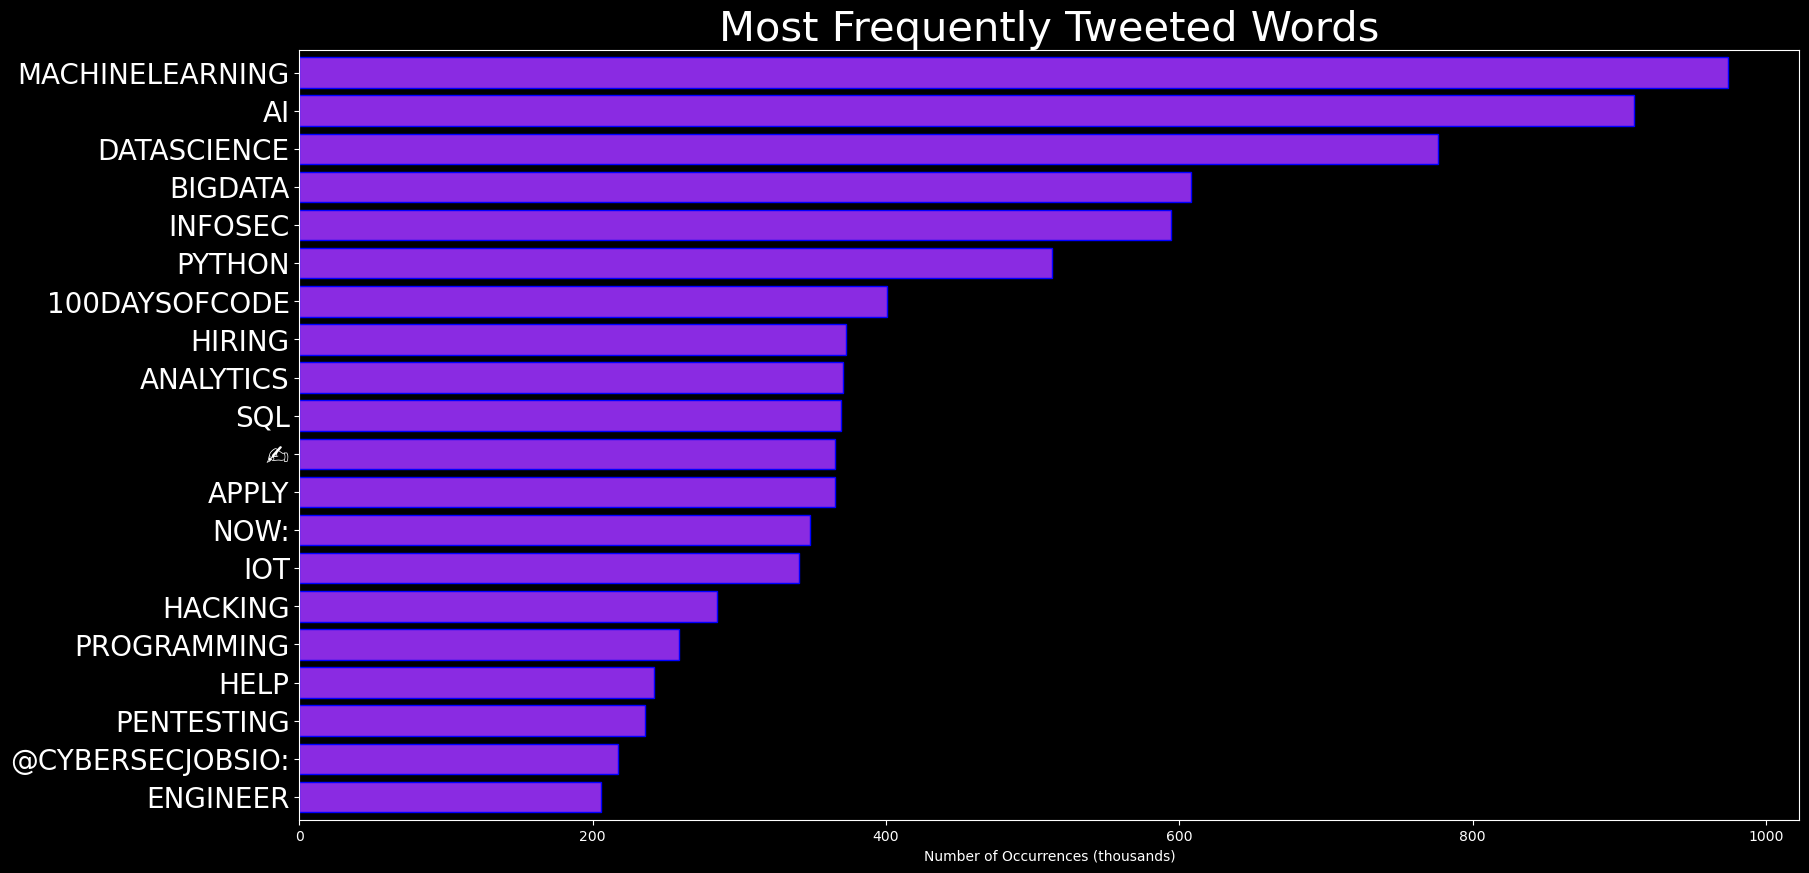 Most Frequently Tweeted Words
MACHINELEARNING
AI
DATASCIENCE
BIGDATA
INFOSEC
PYTHON
100DAYSOFCODE
HIRING
ANALYTICS
SQL
✍
APPLY
NOW:
IOT
HACKING
PROGRAMMING
HELP
PENTESTING
@CYBERSECJOBSIO:
ENGINEER
0 200 400 600 800 1000
Number of Occurrences (thousands)